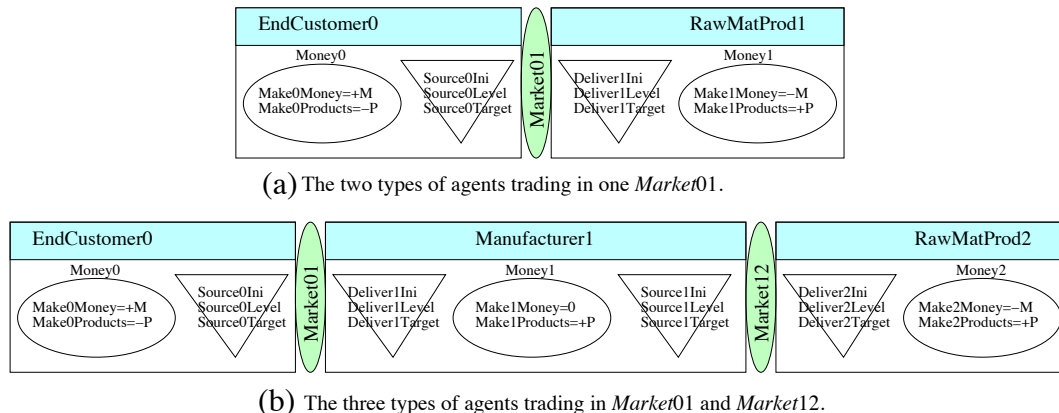 EndCustomer0
RawMatProd1
Money0
Make0Money=+M
Make0Products=−P
Source0Ini
Source0Level
Source0Target
Market01
Deliver1Ini
Deliver1Level
Deliver1Target
Money1
Make1Money=−M
Make1Products=+P
(a) The two types of agents trading in one Market01.
EndCustomer0
Manufacturer1
RawMatProd2
Money0
Make0Money=+M
Make0Products=−P
Source0Ini
Source0Level
Source0Target
Market01
Deliver1Ini
Deliver1Level
Deliver1Target
Money1
Make1Money=0
Make1Products=+P
Source1Ini
Source1Level
Source1Target
Market12
Deliver2Ini
Deliver2Level
Deliver2Target
Money2
Make2Money=−M
Make2Products=+P
(b) The three types of agents trading in Market01 and Market12.